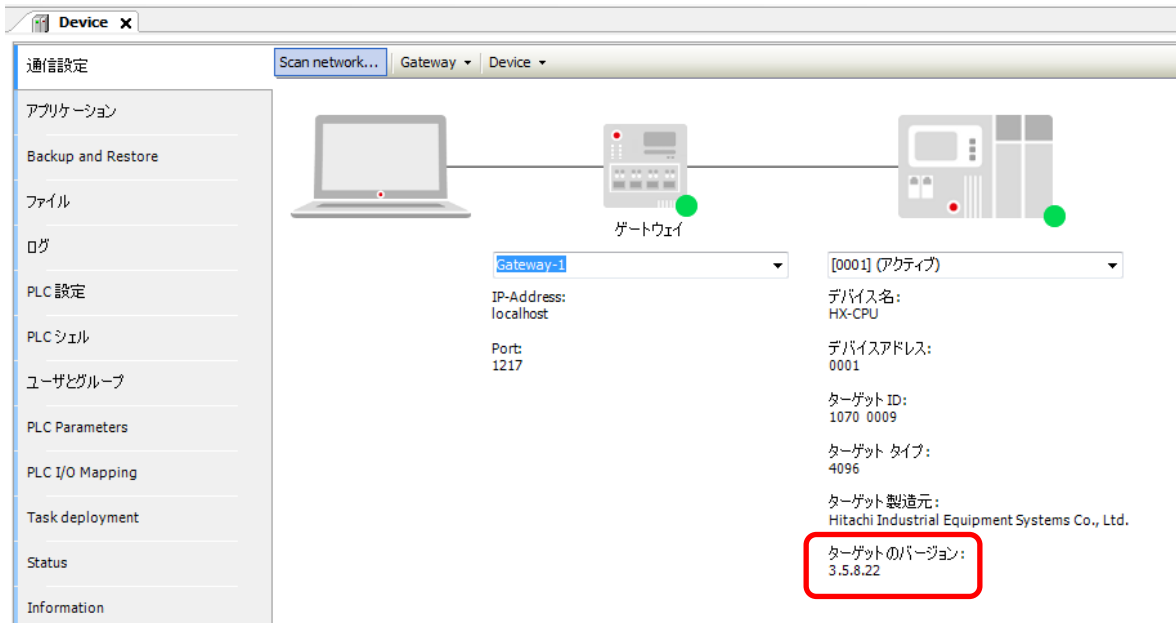 Device
通信設定
アプリケーション
Backup and Restore
ファイル
ログ
PLC 設定
PLC シェル
ユーザとグループ
PLC Parameters
PLC I/O Mapping
Task deployment
Status
Information
Scan network... Gateway Device
ゲートウェイ
Gateway-1
IP-Address:
localhost
Port:
1217
[0001] (アクティブ)
デバイス名:
HX-CPU
デバイスアドレス:
0001
ターゲット ID:
1070 0009
ターゲット タイプ:
4096
ターゲット 製造元:
Hitachi Industrial Equipment Systems Co., Ltd.
ターゲットのバージョン:
3.5.8.22